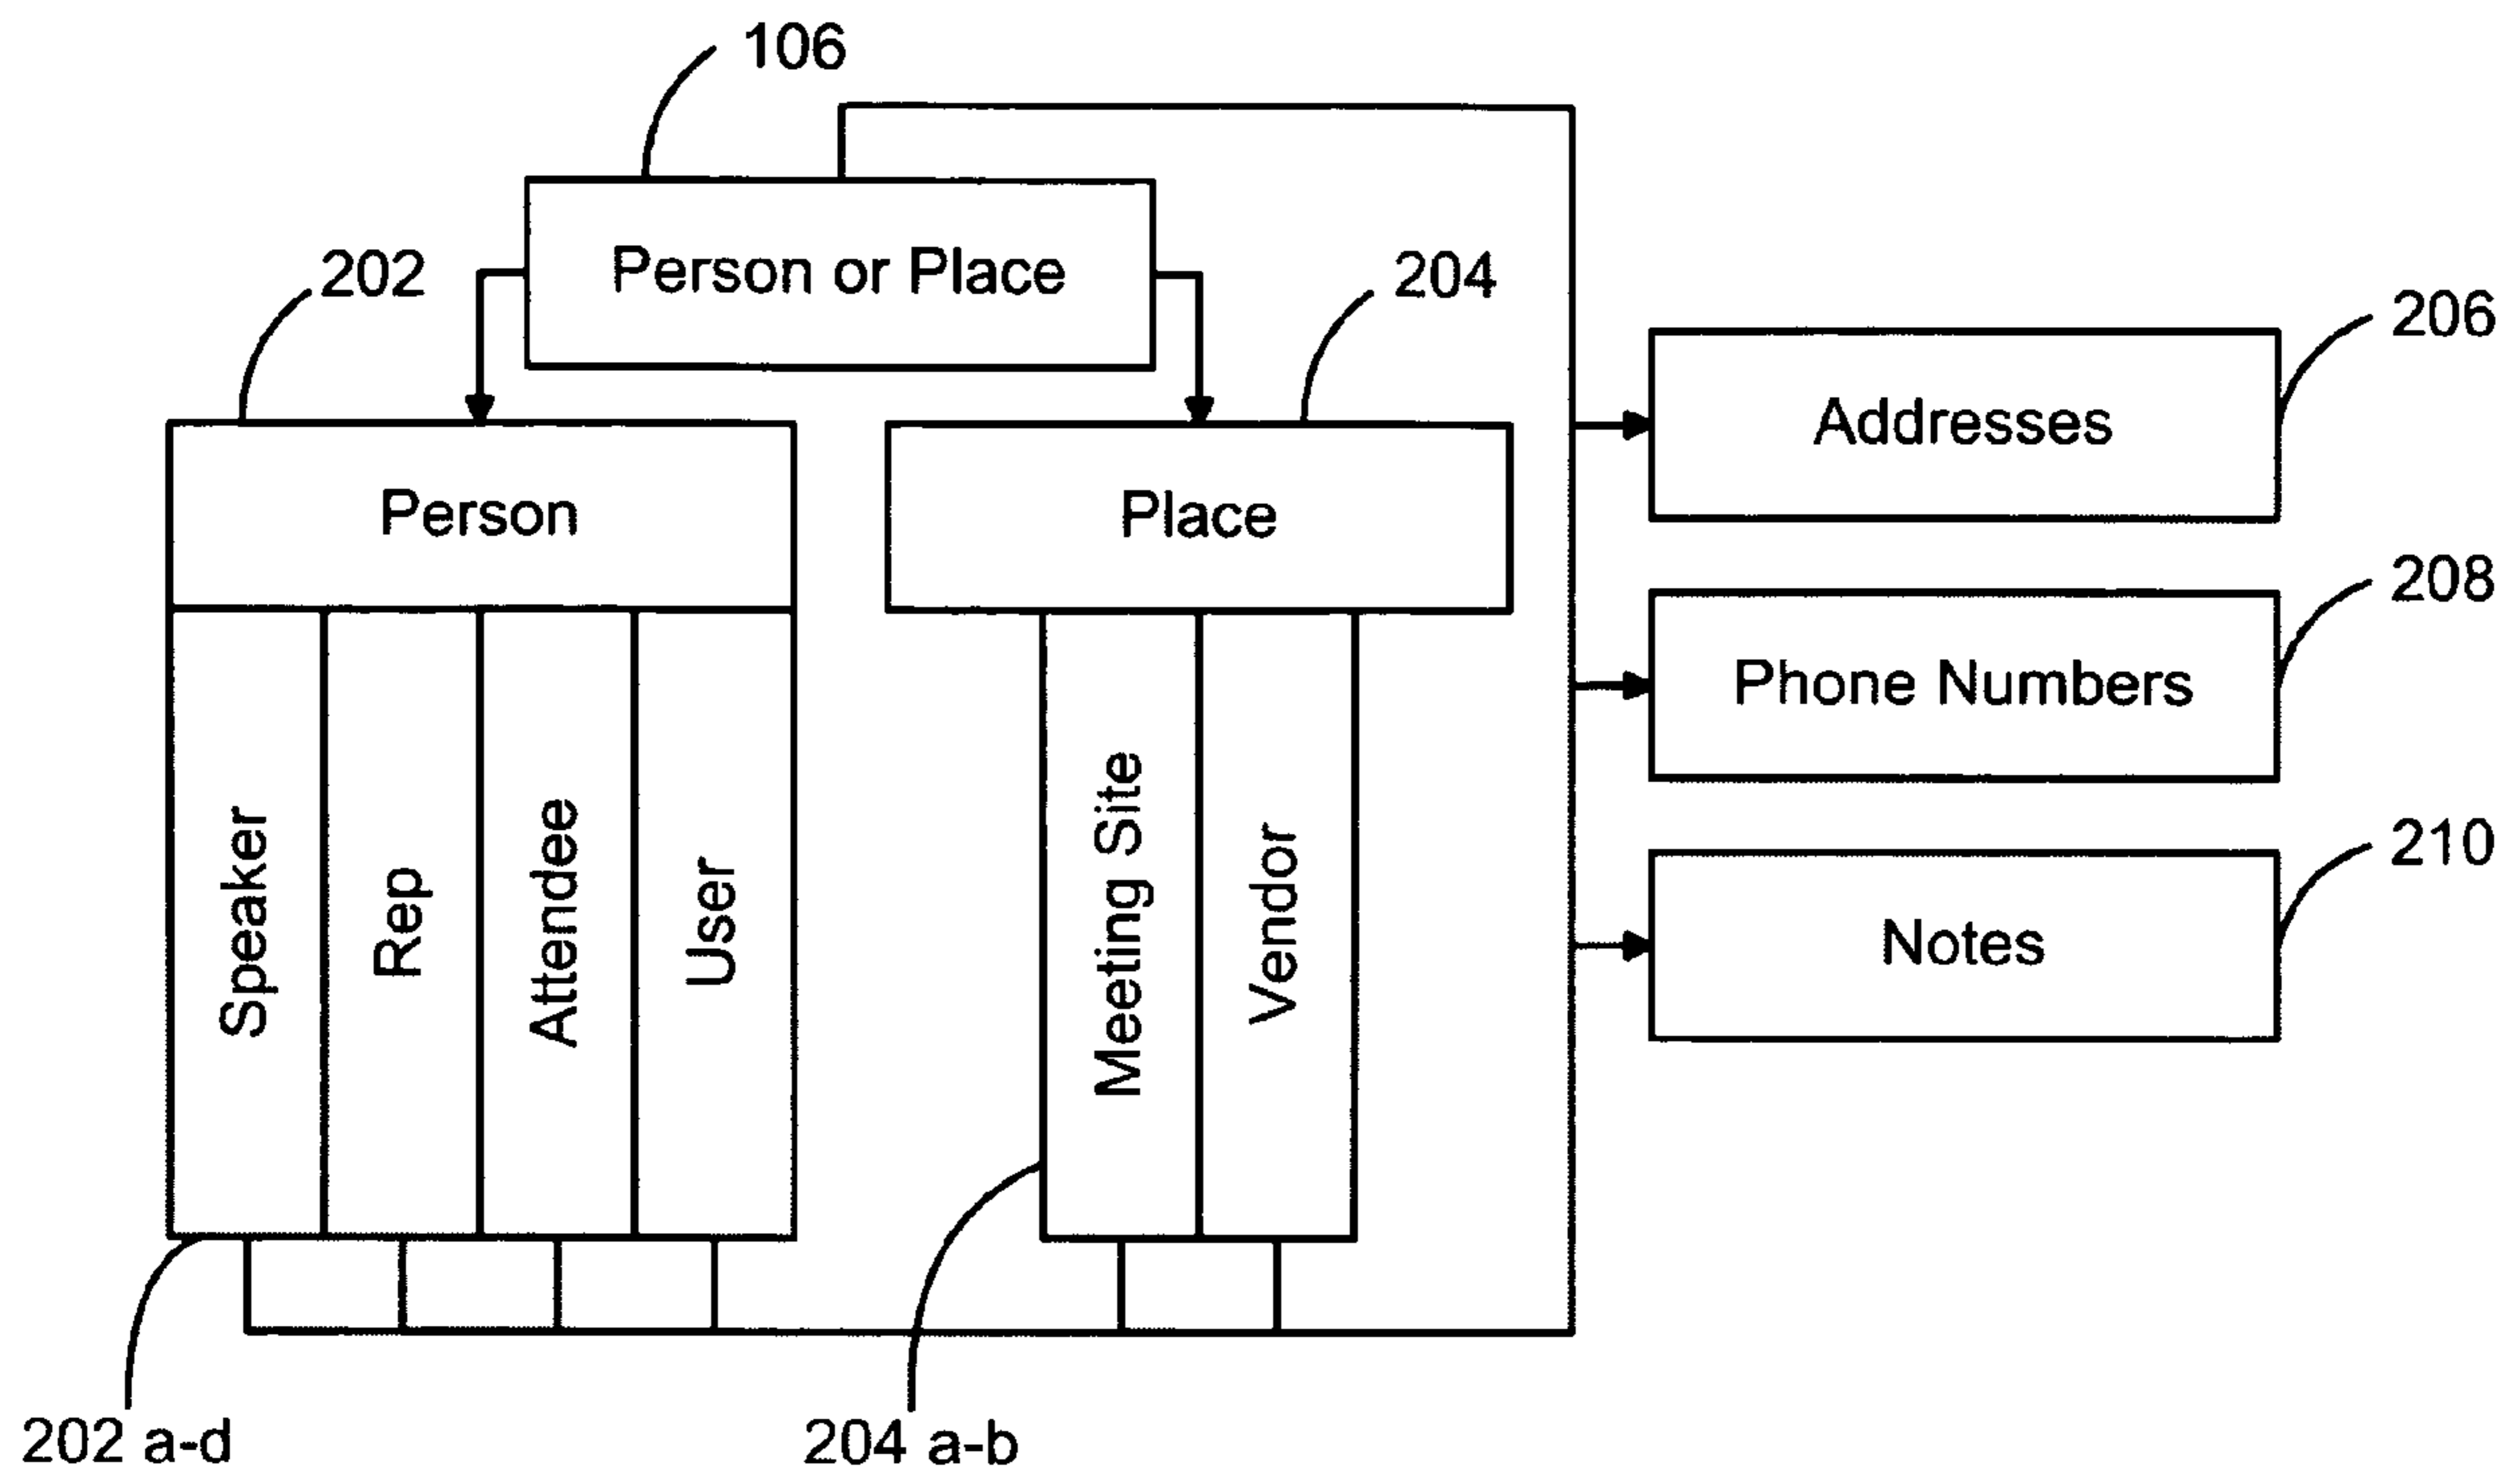 106
Person or Place
202
204
206
Addresses
Person
Place
208
Phone Numbers
210
Notes
Speaker
Rep
Attendee
User
Meeting Site
Vendor
202 a-d
204 a-b